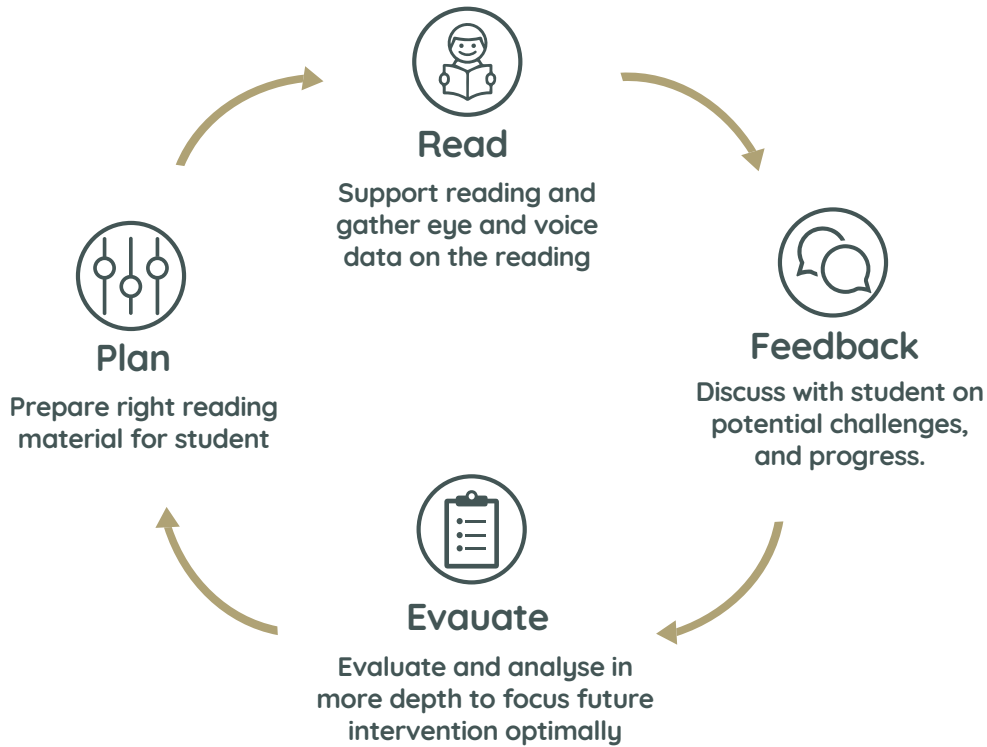 Read
Support reading and
gather eye and voice
data on the reading
Feedback
Discuss with student on
potential challenges,
and progress.
Evauate
Evaluate and analyse in
more depth to focus future
intervention optimally
Plan
Prepare right reading
material for student